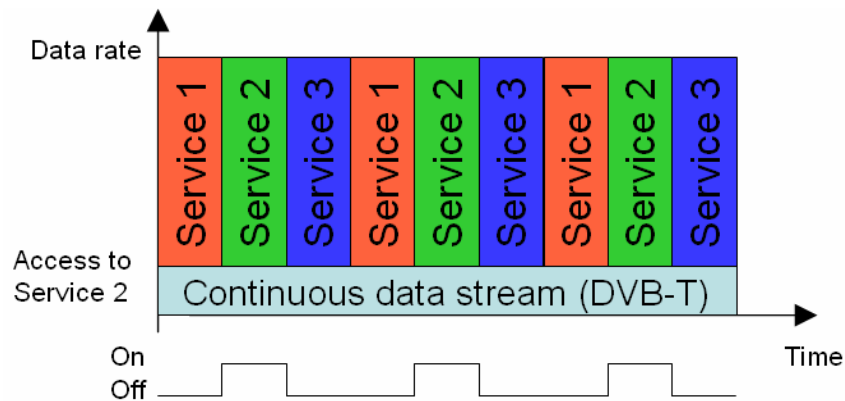 Data rate
Service 1
Service 2
Service 3
Service 1
Service 2
Service 3
Service 1
Service 2
Service 3
Access to
Service 2
Continuous data stream (DVB-T)
On
Off
Time